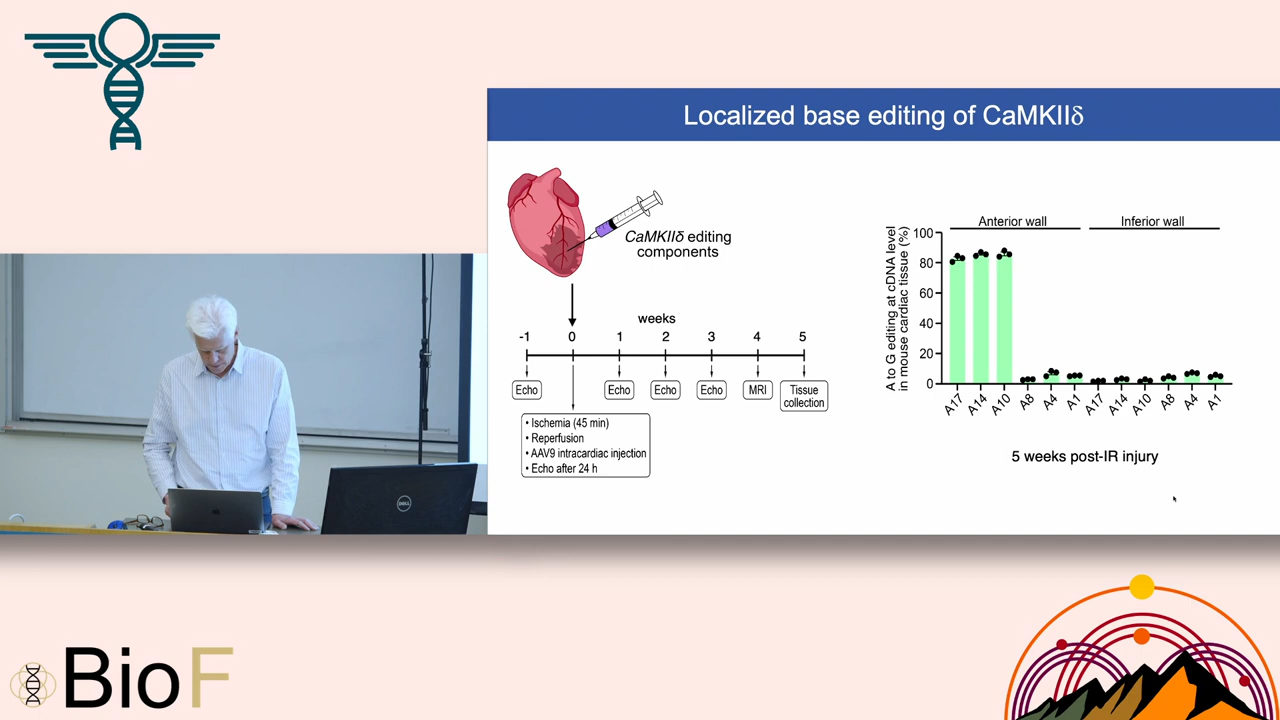 Localized base editing of CaMKIIδ
CaMKIIδ editing
components
weeks
-1 0 1 2 3 4 5
Echo
Echo
Echo
Echo
MRI
Tissue
collection
• Ischemia (45 min)
• Reperfusion
• AAV9 intracardiac injection
• Echo after 24 h
A to G editing at cDNA level
in mouse cardiac tissue (%)
Anterior wall
Inferior wall
100
80
60
40
20
0
A17 A14 A10 A8 A4 A1 A17 A14 A10 A8 A4 A1
5 weeks post-IR injury
DELL
BioF